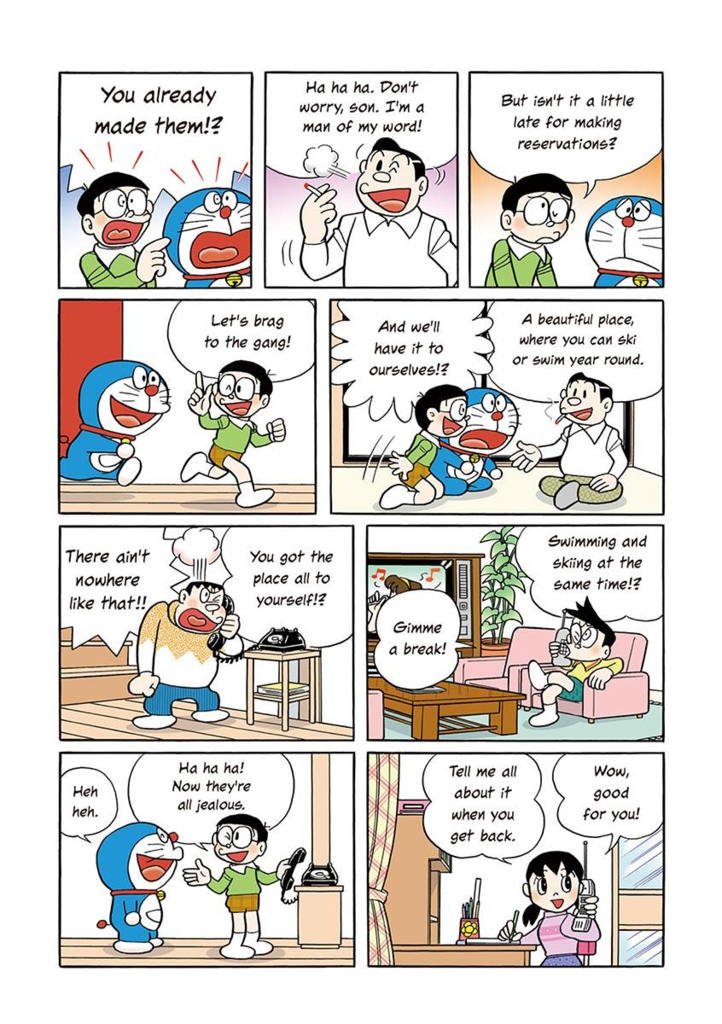 But isn't it a little
late for making
reservations?
Ha ha ha. Don't
worry, son. I'm a
man of my word!
You already
made them!?
A beautiful place,
where you can ski
or swim year round.
And we'll
have it to
ourselves!?
Let's brag
to the gang!
Swimming and
skiing at the
same time!?
Gimme
a break!
You got the
place all to
yourself!?
There ain't
nowhere
like that!!
Wow,
good
for you!
Tell me all
about it
when you
get back.
Ha ha ha!
Now they're
all jealous.
Heh
heh.